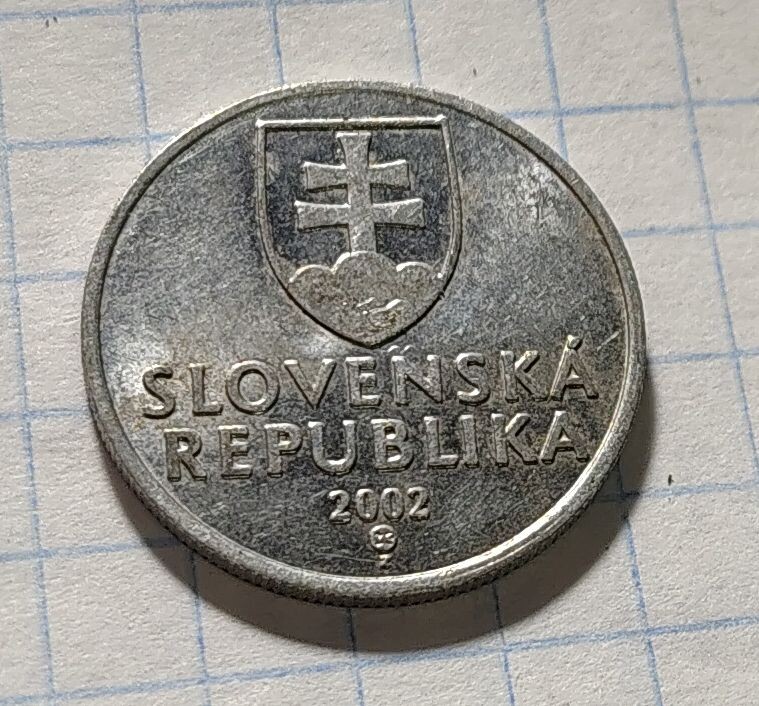 SLOVENSKÁ
REPUBLIKA
2002
Z